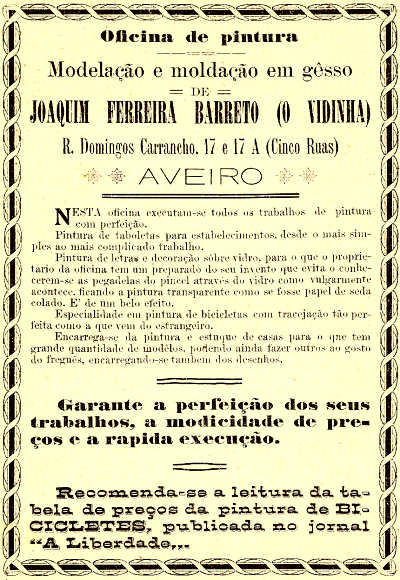 Oficina de pintura
Modelação e moldação em gêsso
= DE =
JOAQUIM FERREIRA BARRETO (O VIDINHA)
R. Domingos Carrancho, 17 e 17 A (Cinco Ruas)
AVEIRO
NESTA oficina executam-se todos os trabalhos de pintura
com perfeição.
Pintura de taboletas para estabelecimentos, desde o mais sim-
ples ao mais complicado trabalho.
Pintura de letras e decoração sôbre vidro, para o que o proprie-
tario da oficina tem um preparado do seu invento que evita o conhe-
cerem-se as pegadelas do pincel através do vidro como vulgarmente
acontece, ficando a pintura transparente como se fosse papel de seda
colado. E' de um belo efeito.
Especialidade em pintura de bicicletas com tracejação tão per-
feita como a que vem do estrangeiro.
Encarrega-se da pintura e estuque de casas para o que tem
grande quantidade de modêlos, podendo ainda fazer outros ao gosto
do freguês, encarregando-se tambem dos desenhos.
Garante a perfeição dos seus
trabalhos, a modicidade de pre-
ços e a rapida execução.
Recomenda-se a leitura da ta-
bela de preços da pintura de BI-
CICLETES, publicada no jornal
"A Liberdade,,.